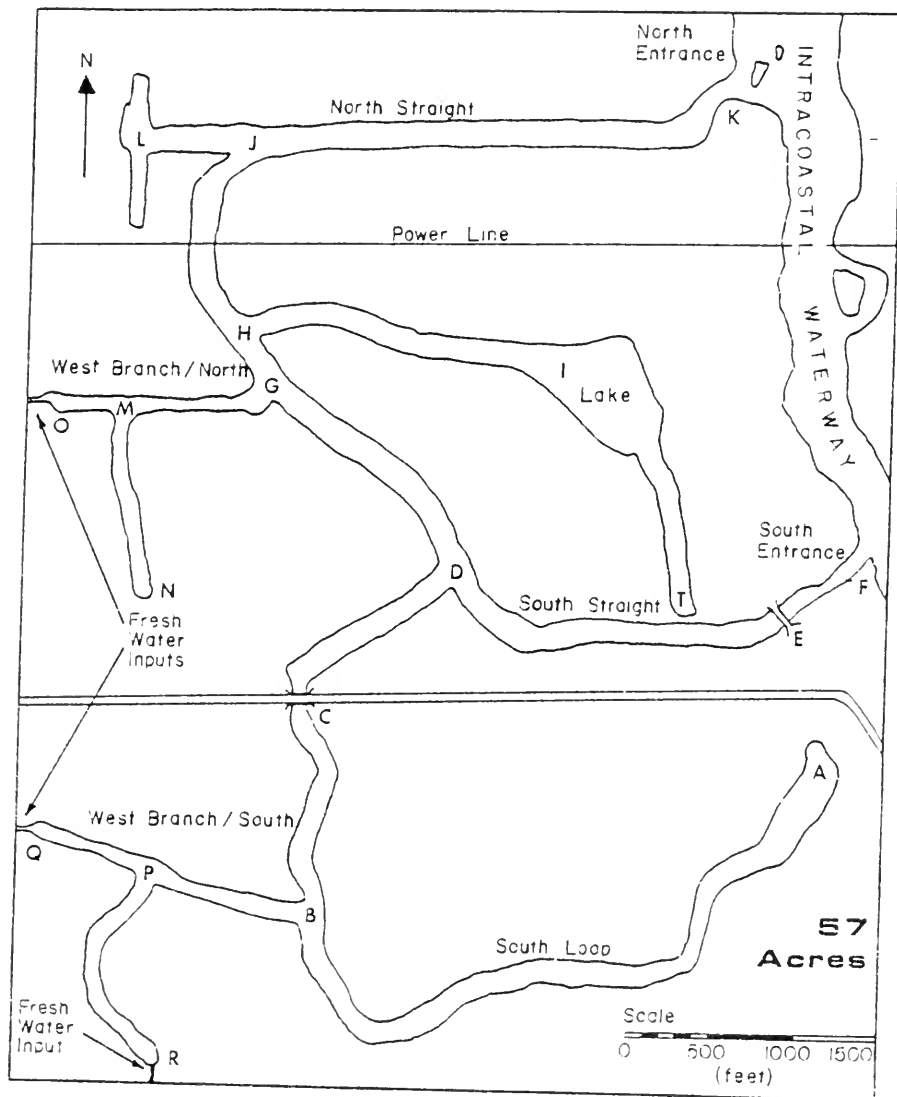 North
Entrance
INTRACOASTAL
WATERWAY
N
North Straight
L
J
K
Power Line
H
West Branch/North
G
I
Lake
M
O
South
Entrance
D
F
N
South Straight
T
E
Fresh
Water
Inputs
C
A
West Branch/South
Q
P
B
57
Acres
South Loop
Fresh
Water
Input
R
Scale
0 500 1000 1500
(feet)